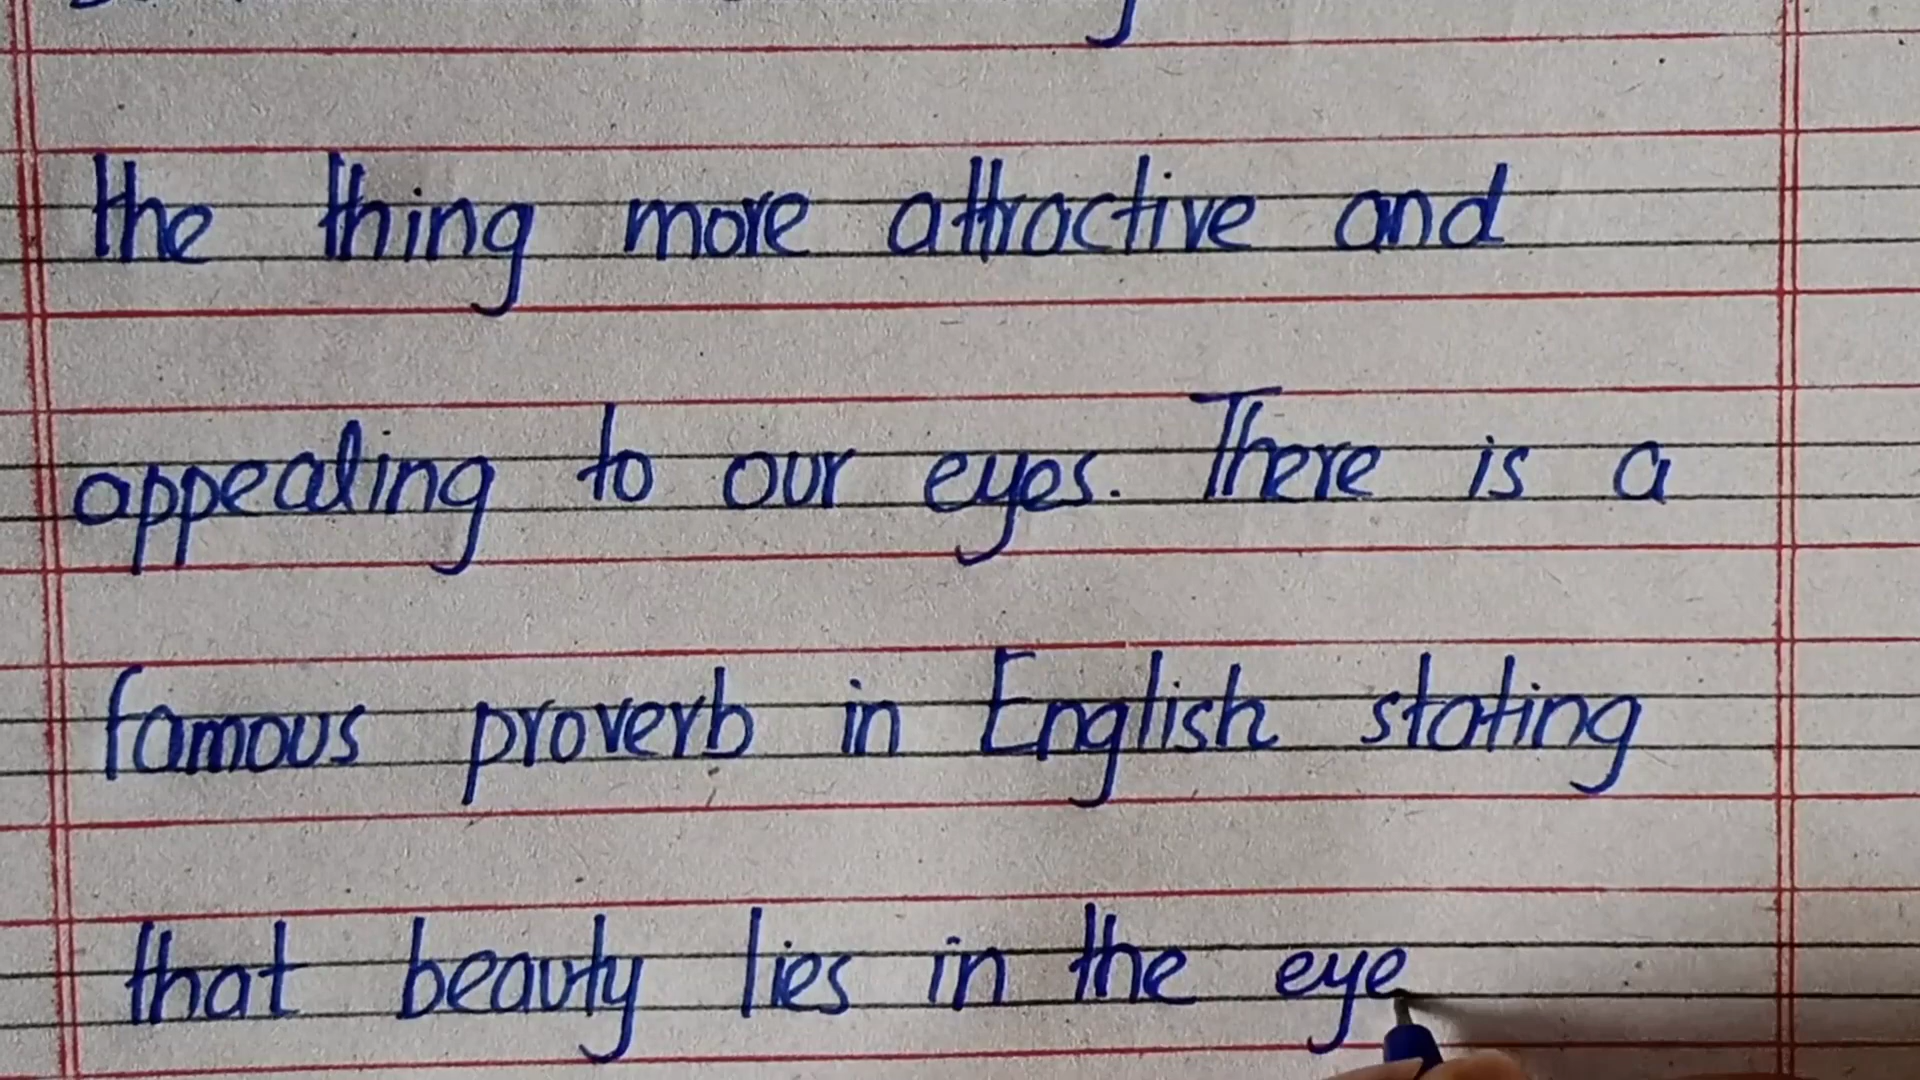 the thing more attractive and
appealing to our eyes. There is a
famous proverb in English stating
that beauty lies in the eye